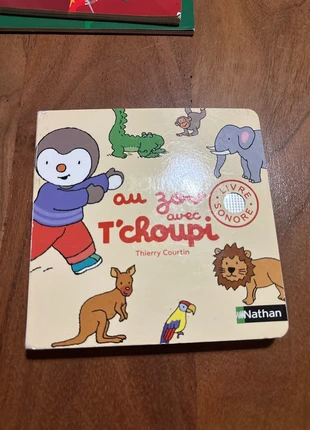 au zoo
avec
T'choupi
Thierry Courtin
LIVRE
SONORE
Nathan